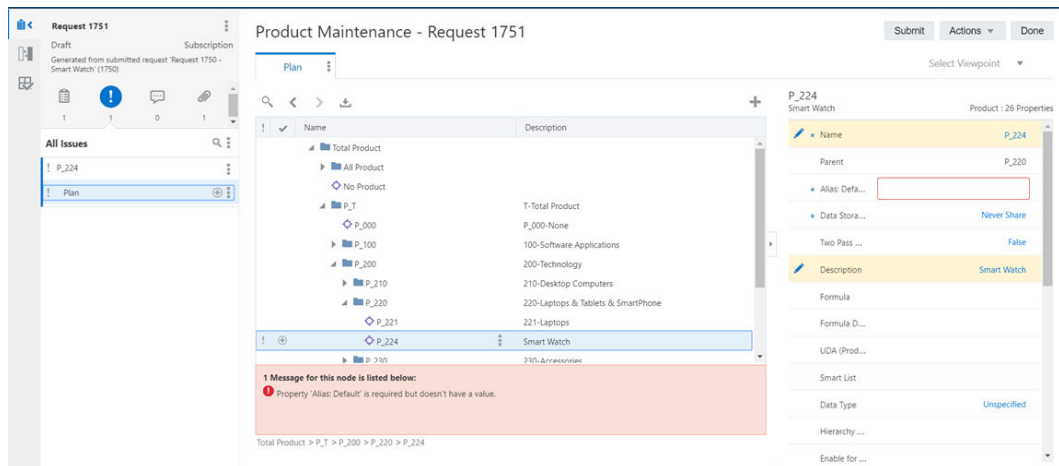 Request 1751
Draft Subscription
Generated from submitted request 'Request 1750 - Smart Watch' (1750)
1 1 0 1
All Issues
! P_224
! Plan
Product Maintenance - Request 1751
Submit Actions Done
Plan
Select Viewpoint
! Name Description
Total Product
All Product
No Product
P_T T-Total Product
P_000 P_000-None
P_100 100-Software Applications
P_200 200-Technology
P_210 210-Desktop Computers
P_220 220-Laptops & Tablets & SmartPhone
P_221 221-Laptops
! P_224 Smart Watch
P_230 230-Accessories
1 Message for this node is listed below:
Property 'Alias: Default' is required but doesn't have a value.
Total Product > P_T > P_200 > P_220 > P_224
P_224
Smart Watch Product : 26 Properties
Name P_224
Parent P_220
Alias: Defa...
Data Stora... Never Share
Two Pass ... False
Description Smart Watch
Formula
Formula D...
UDA (Prod...
Smart List
Data Type Unspecified
Hierarchy ...
Enable for ...